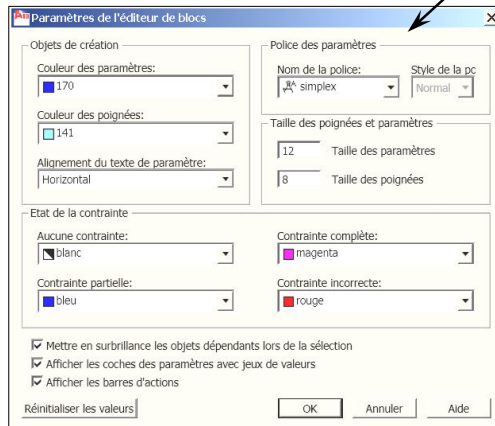 Paramètres de l'éditeur de blocs
Objets de création
Couleur des paramètres:
170
Couleur des poignées:
141
Alignement du texte de paramètre:
Horizontal
Police des paramètres
Nom de la police:
Style de la pc
simplex
Normal
Taille des poignées et paramètres
12 Taille des paramètres
8 Taille des poignées
Etat de la contrainte
Aucune contrainte:
blanc
Contrainte complète:
magenta
Contrainte partielle:
bleu
Contrainte incorrecte:
rouge
Mettre en surbrillance les objets dépendants lors de la sélection
Afficher les coches des paramètres avec jeux de valeurs
Afficher les barres d'actions
Réinitialiser les valeurs OK Annuler Aide